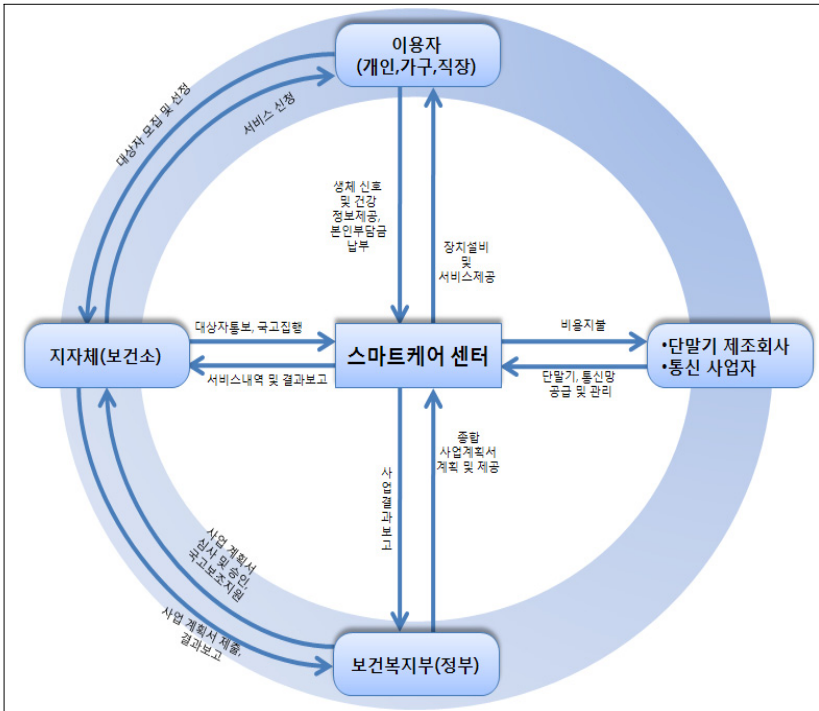 이용자
(개인,가구,직장)
대상자 모집 및 선정
서비스 신청
생체 신호
및 건강
정보제공,
본인부담금
납부
장치설비
및
서비스제공
대상자통보, 국고집행
비용지불
지자체(보건소)
스마트케어 센터
•단말기 제조회사
•통신 사업자
서비스내역 및 결과보고
단말기, 통신망
공급 및 관리
종합
사업계획서
계획 및 제공
사
업
결
과
보
고
사업 계획서
심사 및 승인,
국고보조지원
사업 계획서 제출,
결과보고
보건복지부(정부)